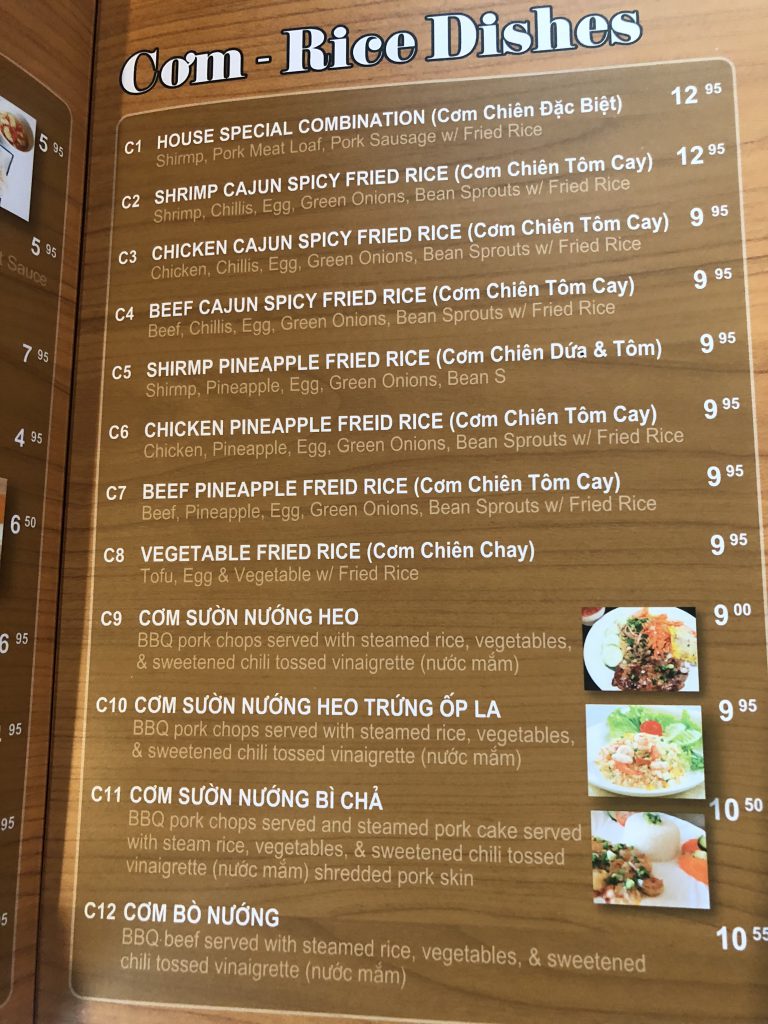 Cơm - Rice Dishes
C1 HOUSE SPECIAL COMBINATION (Cơm Chiên Đặc Biệt) 12 95
Shirmp, Pork Meat Loaf, Pork Sausage w/ Fried Rice
C2 SHRIMP CAJUN SPICY FRIED RICE (Cơm Chiên Tôm Cay) 12 95
Shrimp, Chillis, Egg, Green Onions, Bean Sprouts w/ Fried Rice
C3 CHICKEN CAJUN SPICY FRIED RICE (Cơm Chiên Tôm Cay) 9 95
Chicken, Chillis, Egg, Green Onions, Bean Sprouts w/ Fried Rice
C4 BEEF CAJUN SPICY FRIED RICE (Cơm Chiên Tôm Cay) 9 95
Beef, Chillis, Egg, Green Onions, Bean Sprouts w/ Fried Rice
C5 SHIRMP PINEAPPLE FRIED RICE (Cơm Chiên Dứa & Tôm) 9 95
Shirmp, Pineapple, Egg, Green Onions, Bean S
C6 CHICKEN PINEAPPLE FREID RICE (Cơm Chiên Tôm Cay) 9 95
Chicken, Pineapple, Egg, Green Onions, Bean Sprouts w/ Fried Rice
C7 BEEF PINEAPPLE FREID RICE (Cơm Chiên Tôm Cay) 9 95
Beef, Pineapple, Egg, Green Onions, Bean Sprouts w/ Fried Rice
C8 VEGETABLE FRIED RICE (Cơm Chiên Chay) 9 95
Tofu, Egg & Vegetable w/ Fried Rice
C9 CƠM SƯỜN NƯỚNG HEO 9 00
BBQ pork chops served with steamed rice, vegetables,
& sweetened chili tossed vinaigrette (nước mắm)
C10 CƠM SƯỜN NƯỚNG HEO TRỨNG ỐP LA 9 95
BBQ pork chops served with steamed rice, vegetables,
& sweetened chili tossed vinaigrette (nước mắm)
C11 CƠM SƯỜN NƯỚNG BÌ CHẢ 10 50
BBQ pork chops served and steamed pork cake served
with steam rice, vegetables, & sweetened chili tossed
vinaigrette (nước mắm) shredded pork skin
C12 CƠM BÒ NƯỚNG 10 55
BBQ beef served with steamed rice, vegetables, & sweetened
chili tossed vinaigrette (nước mắm)
5 95
5 95
Sauce
7 95
4 95
6 50
6 95
95
95